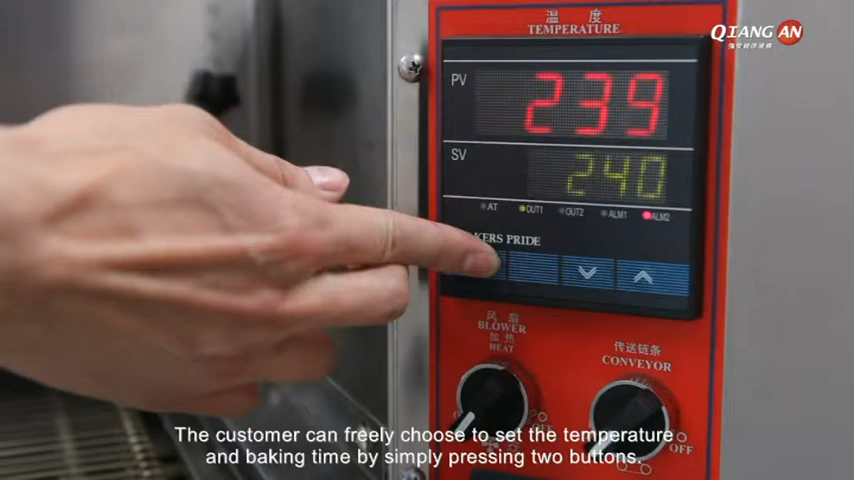 温度
TEMPERATURE
QIANG AN
PV
239
SV
240
AT
OUT1
OUT2
ALM1
ALM2
KERS PRIDE
风扇
BLOWER
加热
HEAT
传送链条
CONVEYOR
OFF
The customer can freely choose to set the temperature
and baking time by simply pressing two buttons.